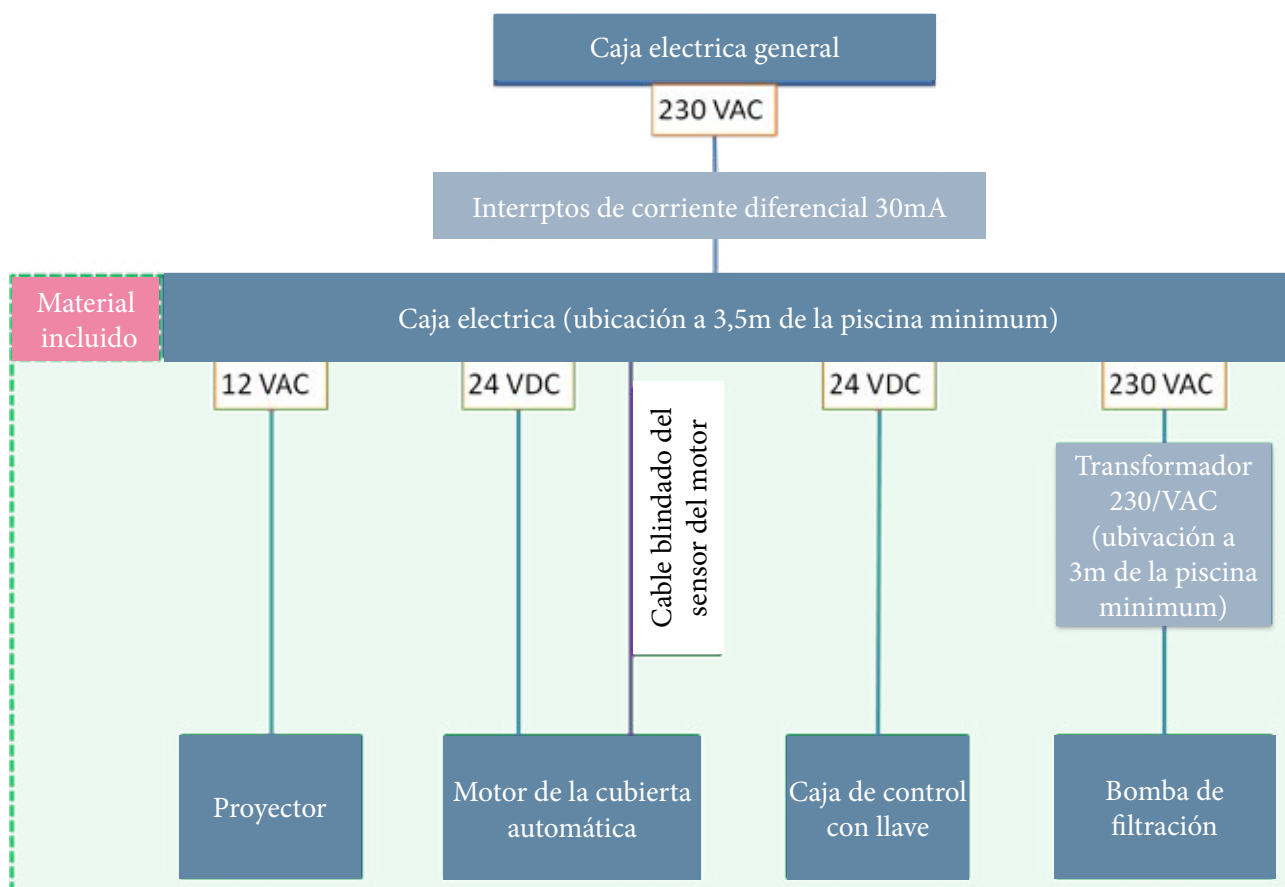 Caja electrica general
230 VAC
Interrptos de corriente diferencial 30mA
Material
incluido
Caja electrica (ubicación a 3,5m de la piscina minimum)
12 VAC
24 VDC
24 VDC
230 VAC
Cable blindado del
sensor del motor
Transformador
230/VAC
(ubivación a
3m de la piscina
minimum)
Proyector
Motor de la cubierta
automática
Caja de control
con llave
Bomba de
filtración